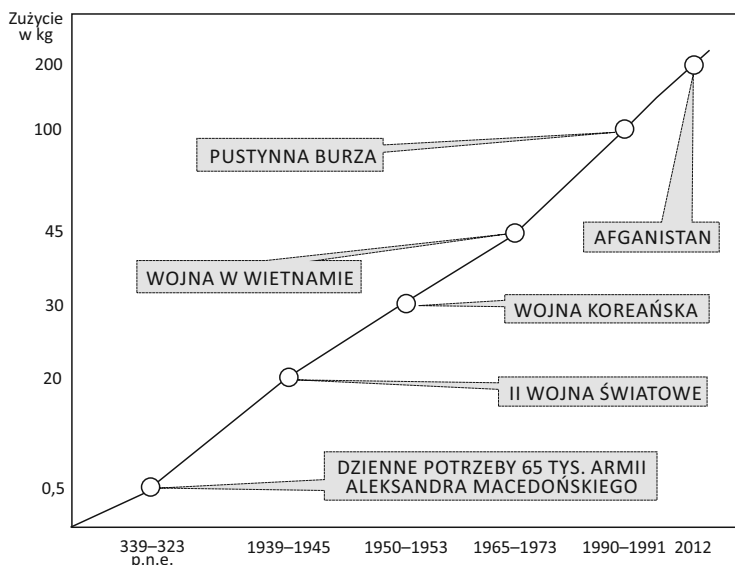 Zużycie
w kg
200
100
45
30
20
0,5
PUSTYNNA BURZA
AFGANISTAN
WOJNA W WIETNAMIE
WOJNA KOREAŃSKA
II WOJNA ŚWIATOWE
DZIENNE POTRZEBY 65 TYS. ARMII
ALEKSANDRA MACEDOŃSKIEGO
339–323
p.n.e.
1939–1945
1950–1953
1965–1973
1990–1991
2012